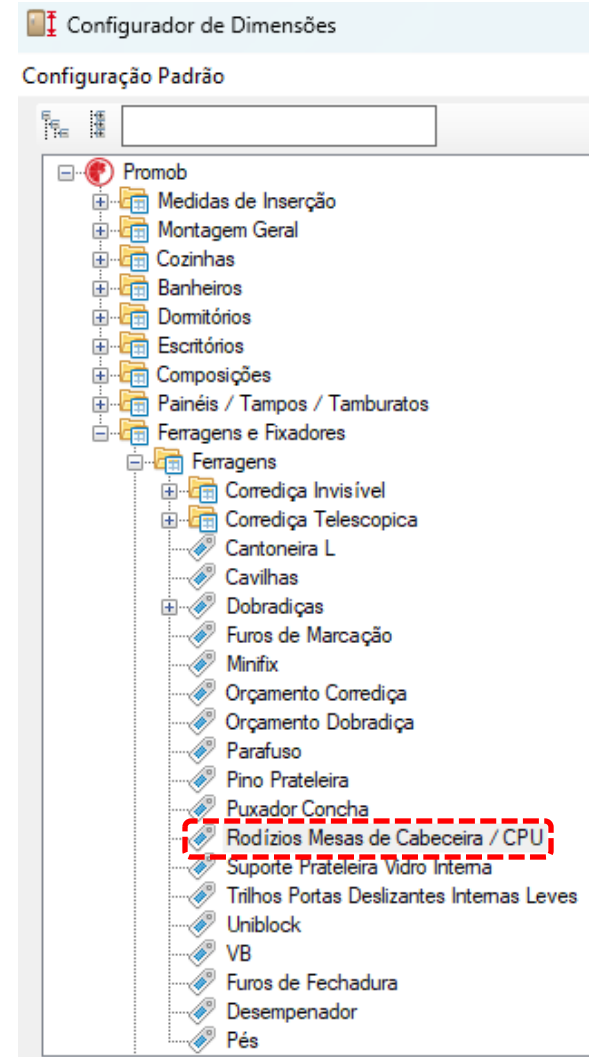 Configurador de Dimensões
Configuração Padrão
Promob
Medidas de Inserção
Montagem Geral
Cozinhas
Banheiros
Dormitórios
Escritórios
Composições
Painéis / Tampos / Tamburatos
Ferragens e Fixadores
Ferragens
Corrediça Invisível
Corrediça Telescopica
Cantoneira L
Cavilhas
Dobradiças
Furos de Marcação
Minifix
Orçamento Corrediça
Orçamento Dobradiça
Parafuso
Pino Prateleira
Puxador Concha
Rodízios Mesas de Cabeceira / CPU
Suporte Prateleira Vidro Interna
Trilhos Portas Deslizantes Internas Leves
Uniblock
VB
Furos de Fechadura
Desempenador
Pés